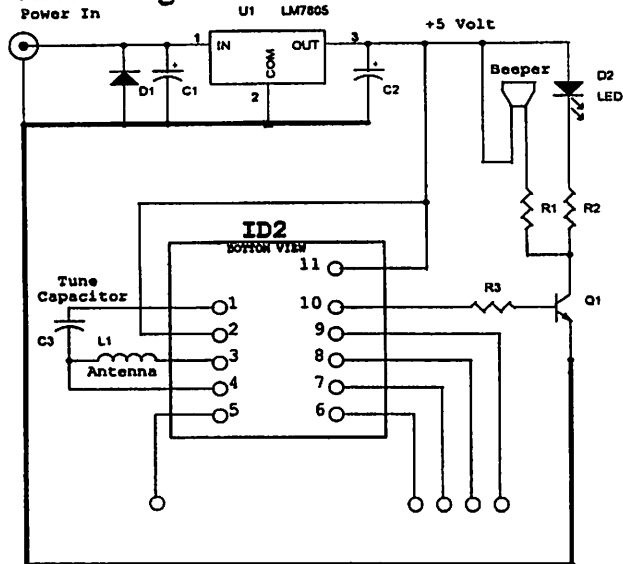 Power In
U1 LM7805
+5 Volt
1 IN OUT 3
COM
2
D1
C1
C2
Beeper
D2
LED
R1
R2
ID2
BOTTOM VIEW
11
Tune
Capacitor
C3
L1
Antenna
1
2
3
4
5
10
9
8
7
6
R3
Q1